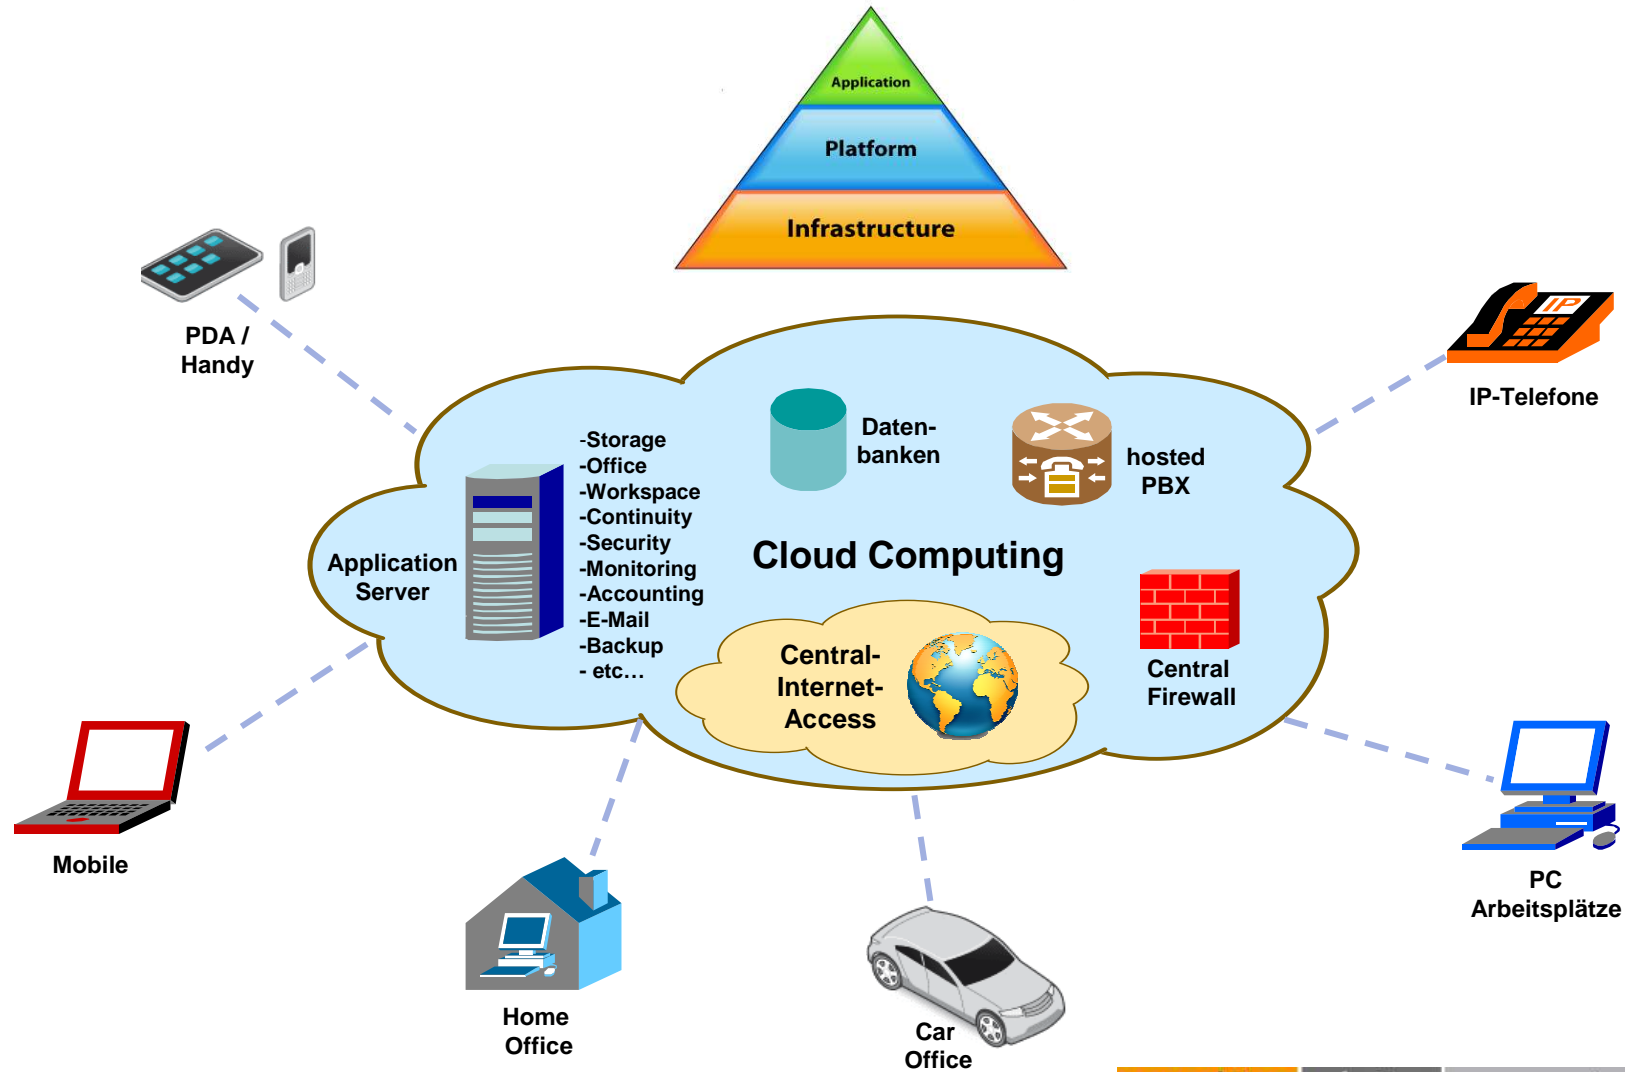 Application
Platform
Infrastructure
PDA /
Handy
IP
IP-Telefone
Daten-
banken
hosted
PBX
-Storage
-Office
-Workspace
-Continuity
-Security
-Monitoring
-Accounting
-E-Mail
-Backup
- etc…
Application
Server
Cloud Computing
Central-
Internet-
Access
Central
Firewall
Mobile
PC
Arbeitsplätze
Home
Office
Car
Office